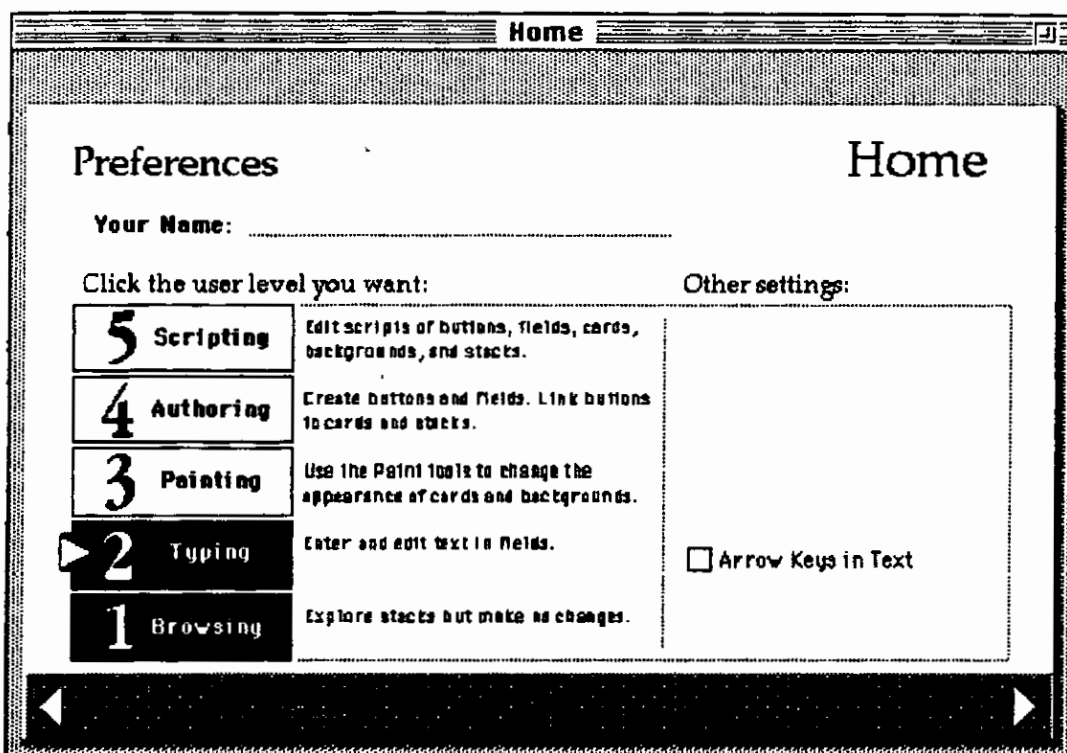 Home
Preferences
Home
Your Name:
Click the user level you want:
Other settings:
5 Scripting
Edit scripts of buttons, fields, cards,
backgrounds, and stacks.
4 Authoring
Create buttons and fields. Link buttons
to cards and stacks.
3 Painting
Use the Paint tools to change the
appearance of cards and backgrounds.
2 Typing
Enter and edit text in fields.
Arrow Keys in Text
1 Browsing
Explore stacks but make no changes.